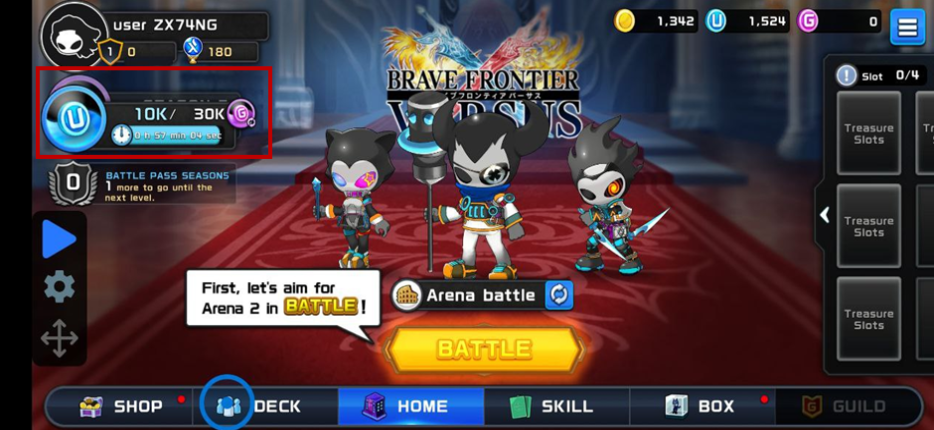 user ZX74NG
1 0
180
1,342
U
1,524
G
0
U
10K/ 30K
G
0 h 57 min 04 sec
0
BATTLE PASS SEASONS
1 more to go until the
next level.
BRAVE FRONTIER
ブレイブフロンティアバーサス
VERSUS
Slot 0/4
Treasure
Slots
Treasure
Slots
Treasure
Slots
First, let's aim for
Arena 2 in BATTLE !
Arena battle
BATTLE
SHOP
DECK
HOME
SKILL
BOX
GUILD